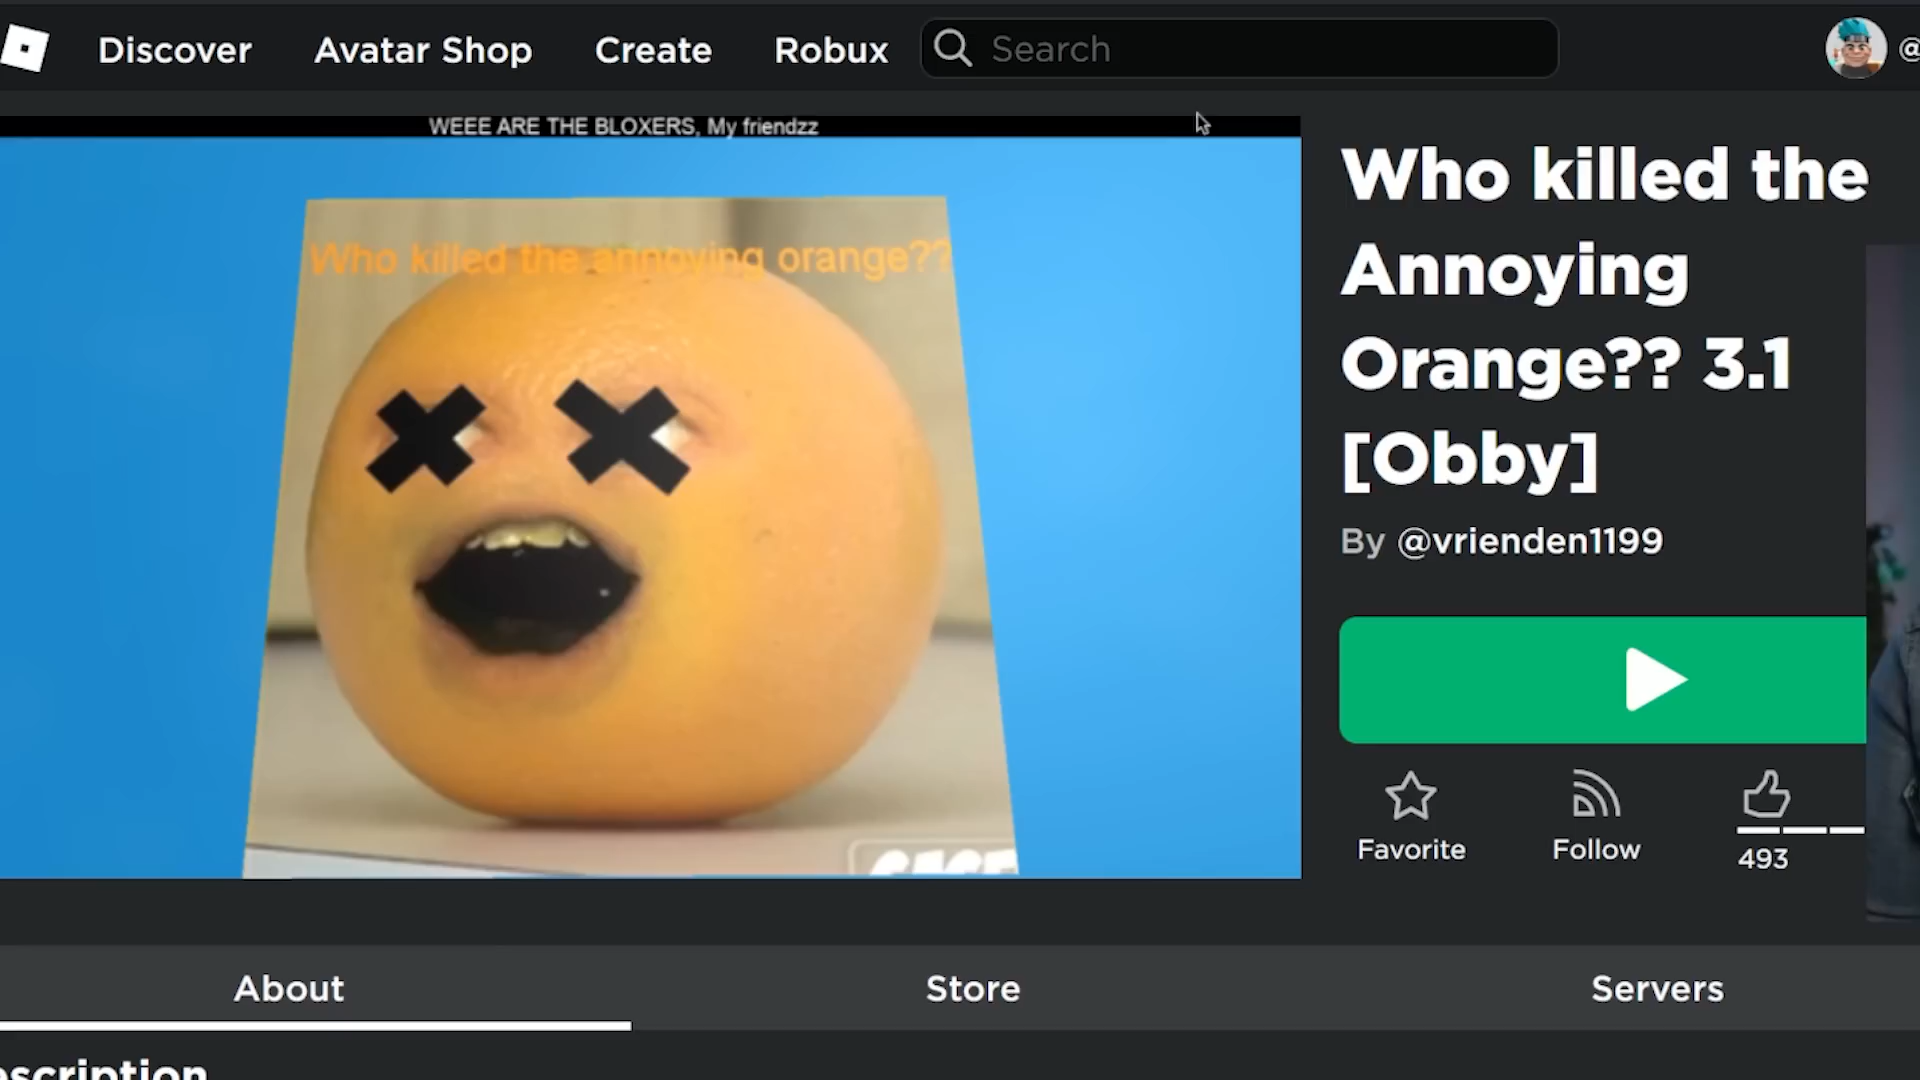 Discover Avatar Shop Create Robux Search @
WEEE ARE THE BLOXERS, My friendzz
Who killed the annoying orange??
Who killed the
Annoying
Orange?? 3.1
[Obby]
By @vrienden1199
Favorite Follow 493
About Store Servers